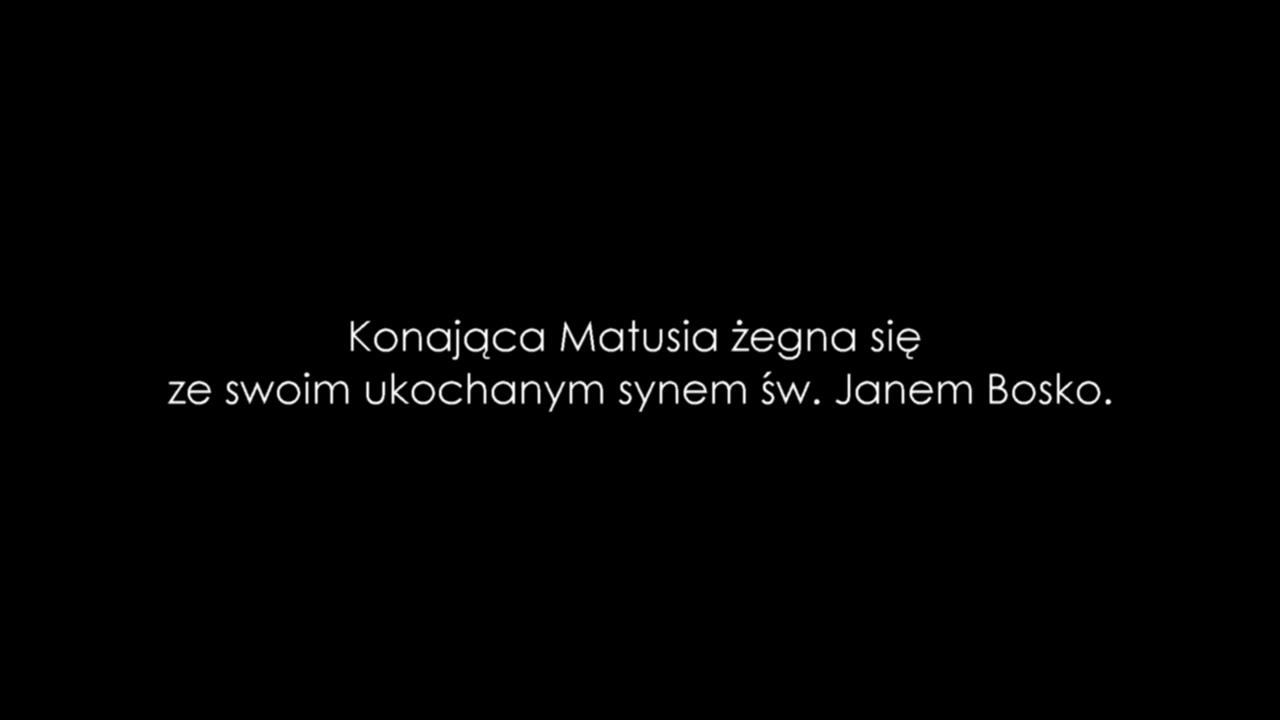 Konająca Matusia żegna się
ze swoim ukochanym synem św. Janem Bosko.